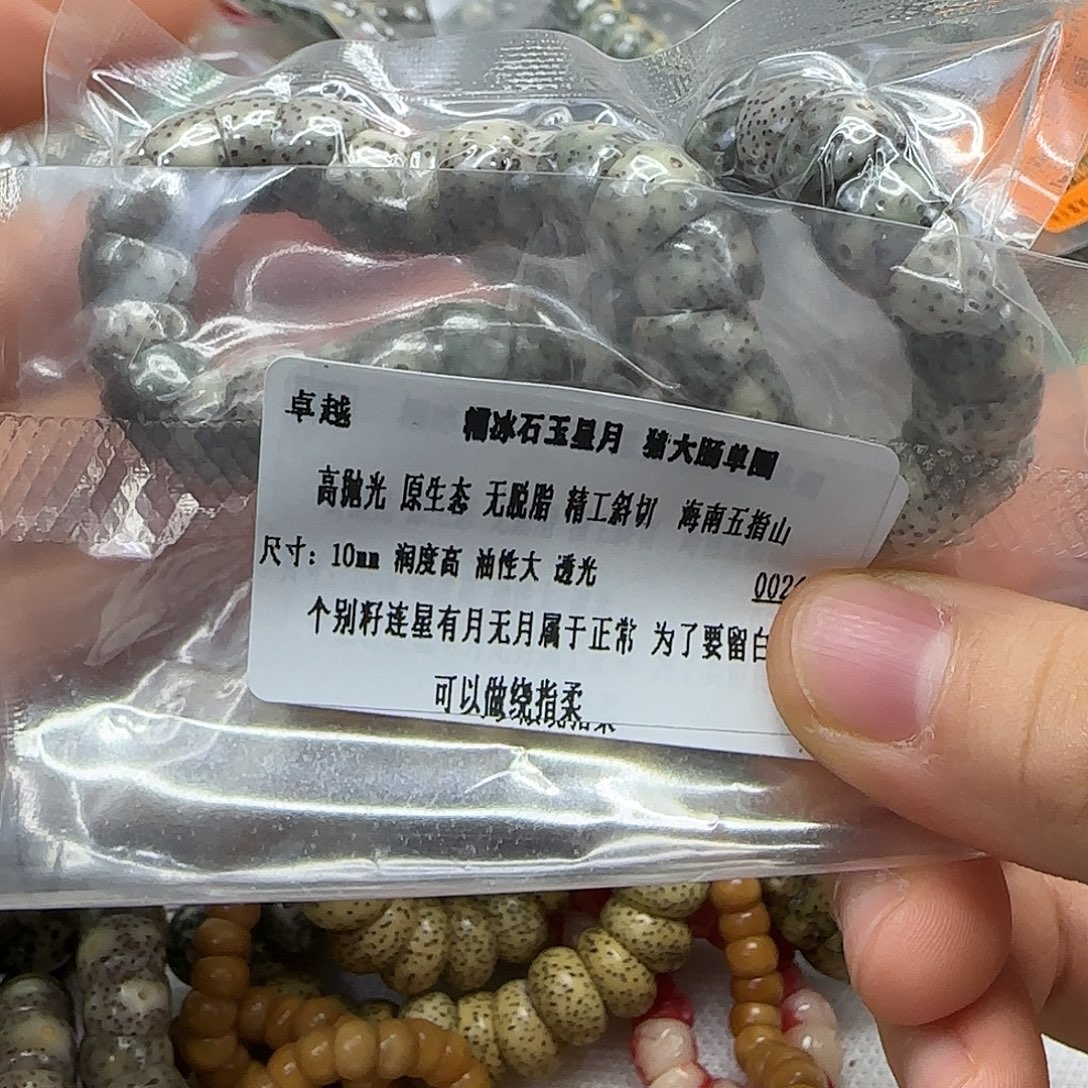 卓越
冰石玉星月 猪大肠单圈
高抛光 原生态 无脱脂 精工斜切 海南五指山
尺寸：10mm 润度高 油性大 透光
002
个别籽连星有月无月属于正常 为了要留白
可以做绕指柔